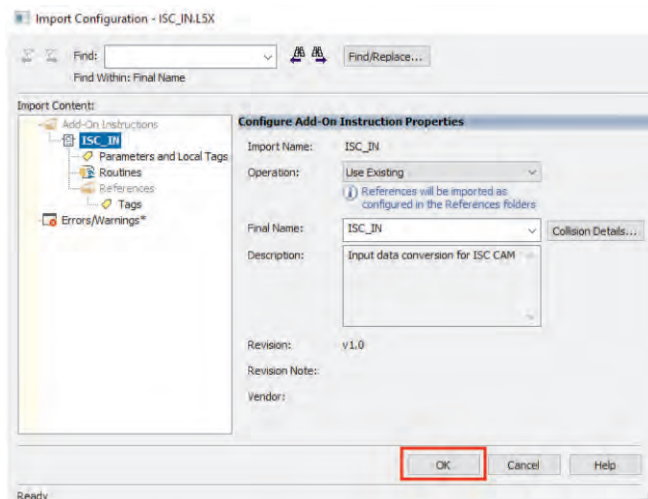 Import Configuration - ISC_IN.L5X
Find:
Find/Replace...
Find Within: Final Name
Import Content:
Add-On Instructions
ISC_IN
Parameters and Local Tags
Routines
References
Tags
Errors/Warnings*
Configure Add-On Instruction Properties
Import Name: ISC_IN
Operation: Use Existing
References will be imported as
configured in the References folders
Final Name: ISC_IN Collision Details...
Description: Input data conversion for ISC CAM
Revision: v1.0
Revision Note:
Vendor:
OK Cancel Help
Ready